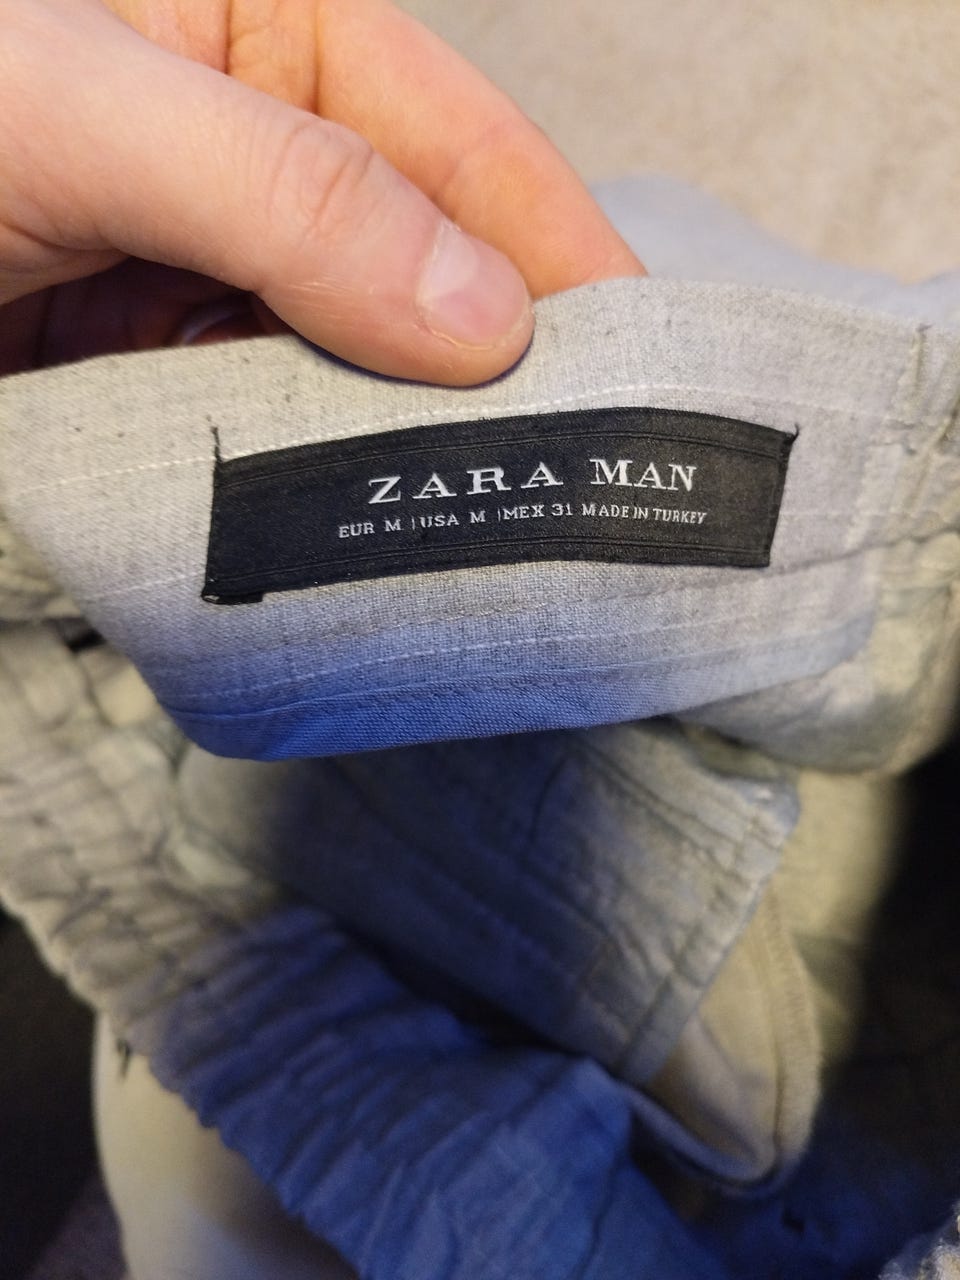 ZARA MAN
EUR M | USA M | MEX 31 MADE IN TURKEY